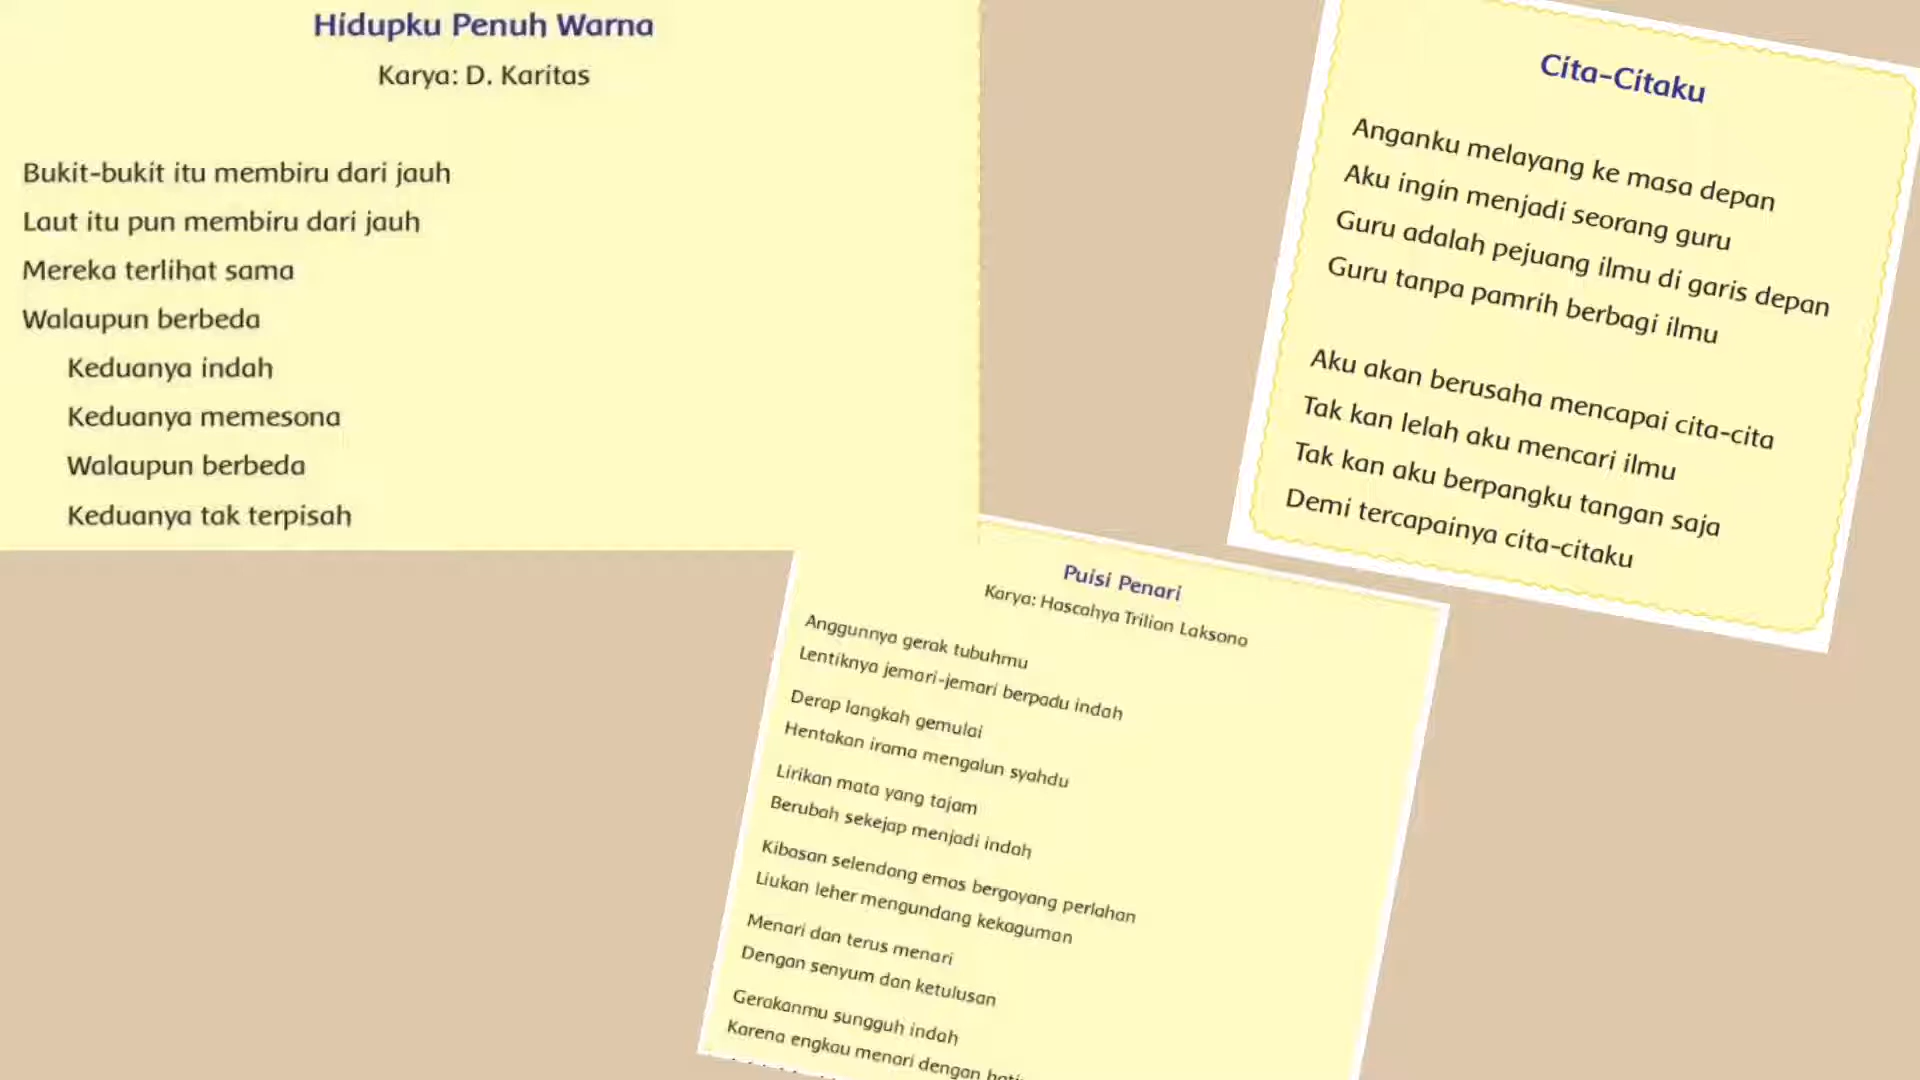 Hidupku Penuh Warna
Karya: D. Karitas
Bukit-bukit itu membiru dari jauh
Laut itu pun membiru dari jauh
Mereka terlihat sama
Walaupun berbeda
Keduanya indah
Keduanya memesona
Walaupun berbeda
Keduanya tak terpisah
Cita-Citaku
Anganku melayang ke masa depan
Aku ingin menjadi seorang guru
Guru adalah pejuang ilmu di garis depan
Guru tanpa pamrih berbagi ilmu
Aku akan berusaha mencapai cita-cita
Tak kan lelah aku mencari ilmu
Tak kan aku berpangku tangan saja
Demi tercapainya cita-citaku
Puisi Penari
Karya: Hascahya Trilion Laksono
Anggunnya gerak tubuhmu
Lentiknya jemari-jemari berpadu indah
Derap langkah gemulai
Hentakan irama mengalun syahdu
Lirikan mata yang tajam
Berubah sekejap menjadi indah
Kibasan selendang emas bergoyang perlahan
Liukan leher mengundang kekaguman
Menari dan terus menari
Dengan senyum dan ketulusan
Gerakanmu sungguh indah
Karena engkau menari dengan